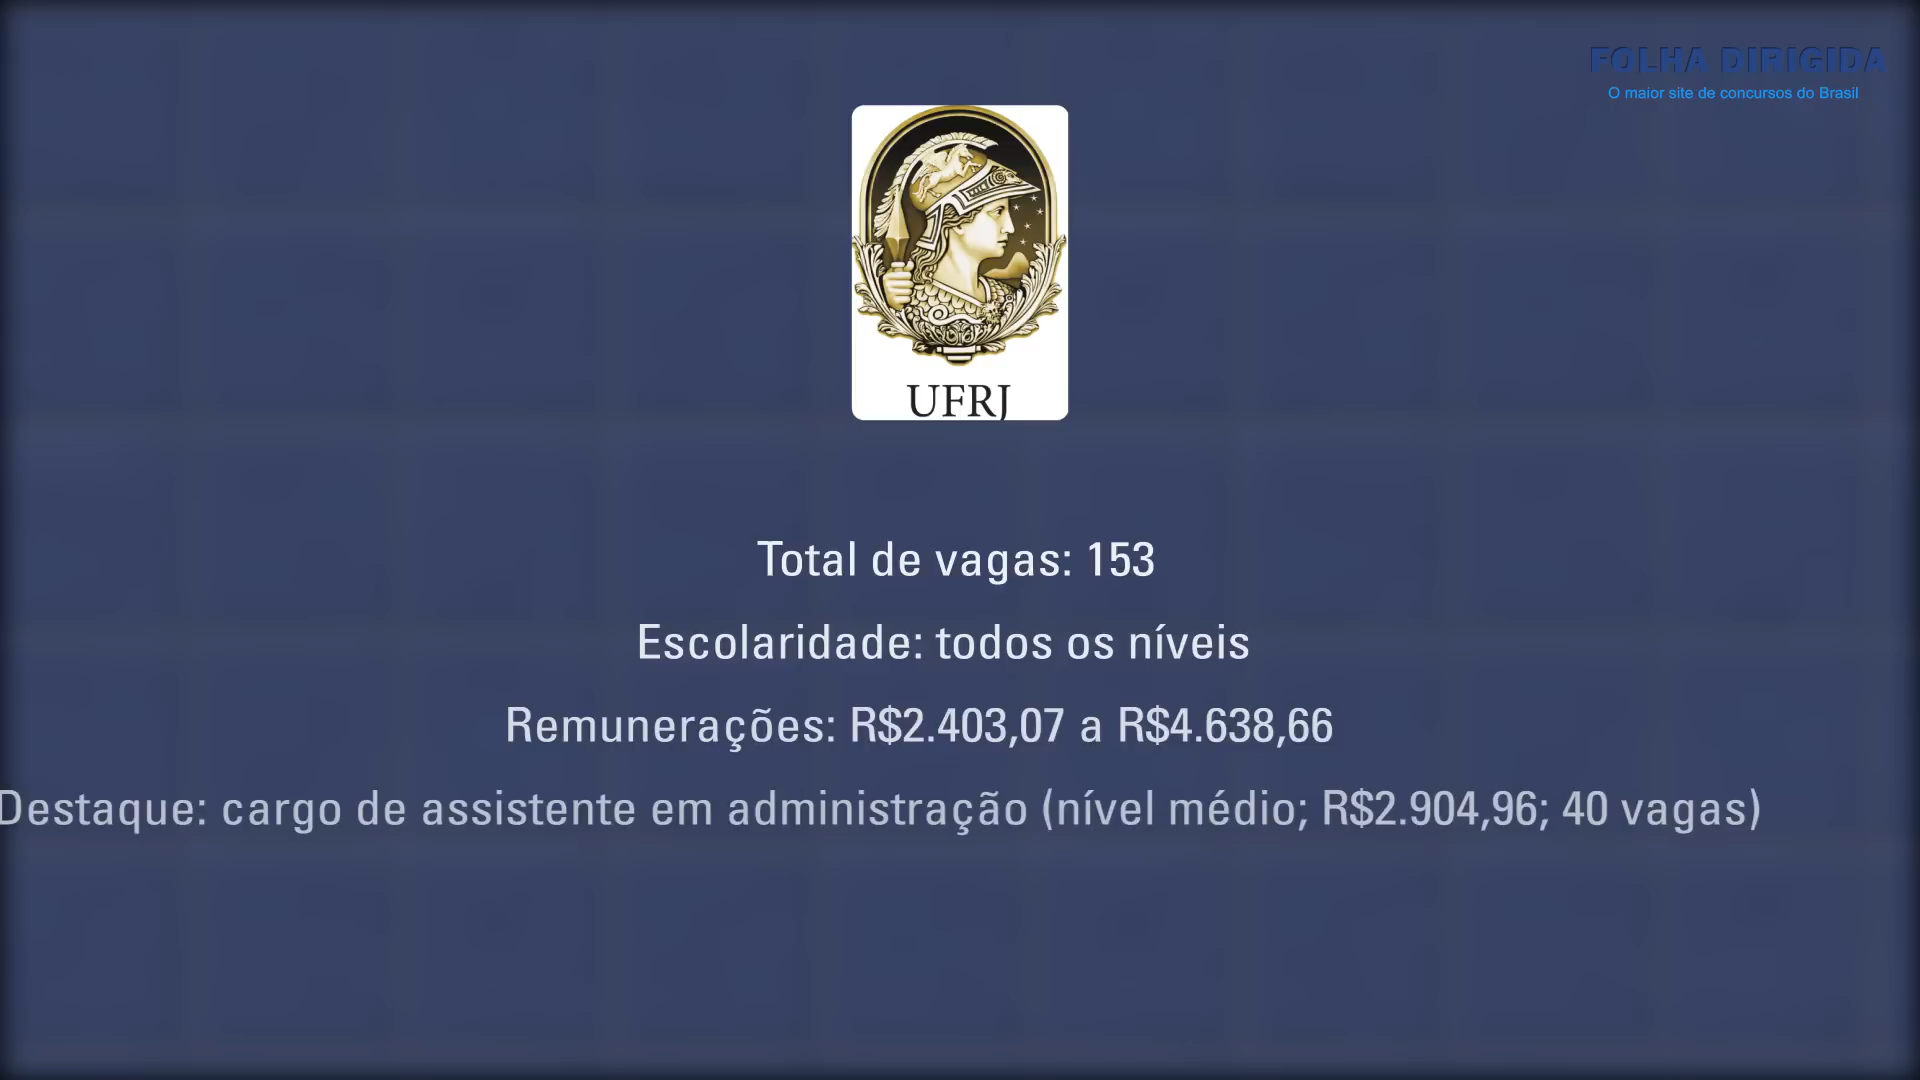 FOLHA DIRIGIDA
O maior site de concursos do Brasil
UFRJ
Total de vagas: 153
Escolaridade: todos os níveis
Remunerações: R$2.403,07 a R$4.638,66
Destaque: cargo de assistente em administração (nível médio; R$2.904,96; 40 vagas)